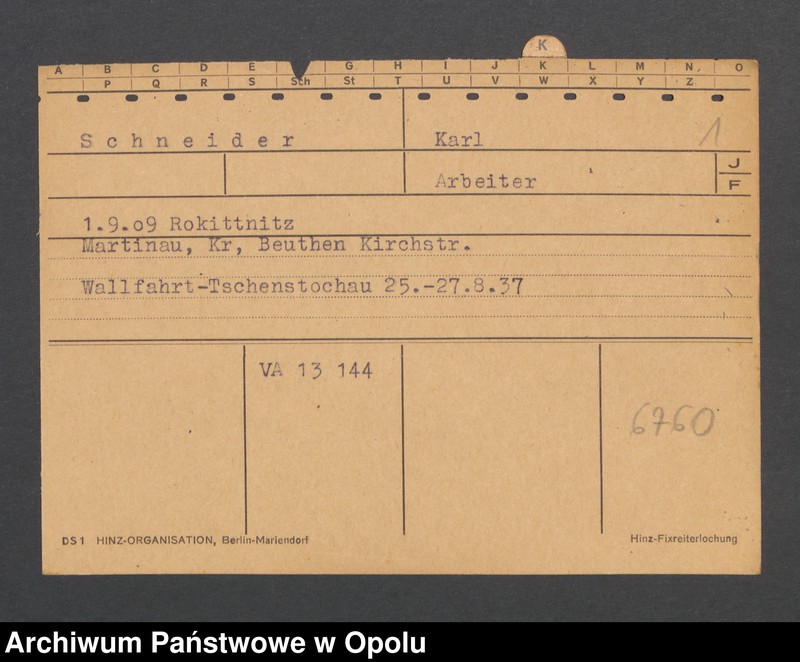 K
A B C D E G H I J K L M N O
P Q R S Sch St T U V W X Y Z
Schneider Karl 1
Arbeiter J
F
1.9.o9 Rokittnitz
Martinau, Kr, Beuthen Kirchstr.
Wallfahrt-Tschenstochau 25.-27.8.37
VA 13 144
6760
DS1 HINZ-ORGANISATION, Berlin-Mariendorf Hinz-Fixreiterlochung
Archiwum Państwowe w Opolu